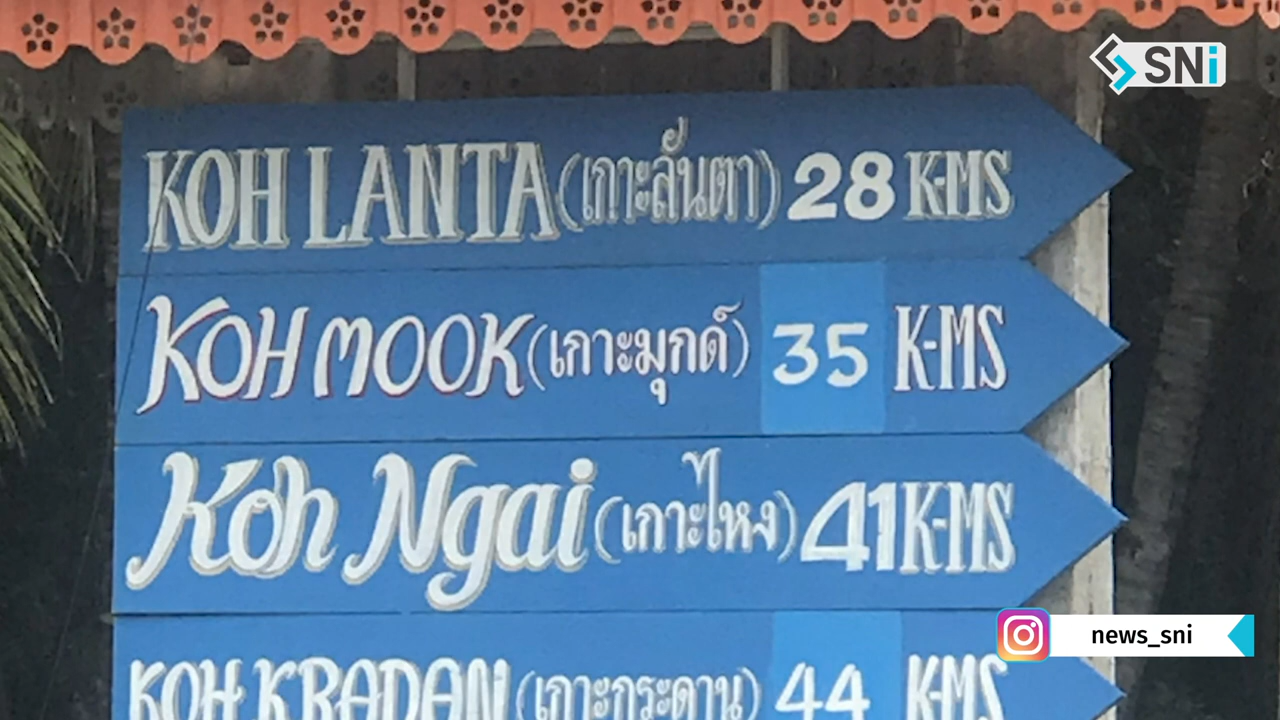 SNi
KOH LANTA (เกาะลันตา) 28 K-MS
KOH MOOK (เกาะมุกด์) 35 K-MS
Koh Ngai (เกาะไหง) 41 K-MS
news_sni
KOH KRADAN (เกาะกระดาน) 44 K-MS